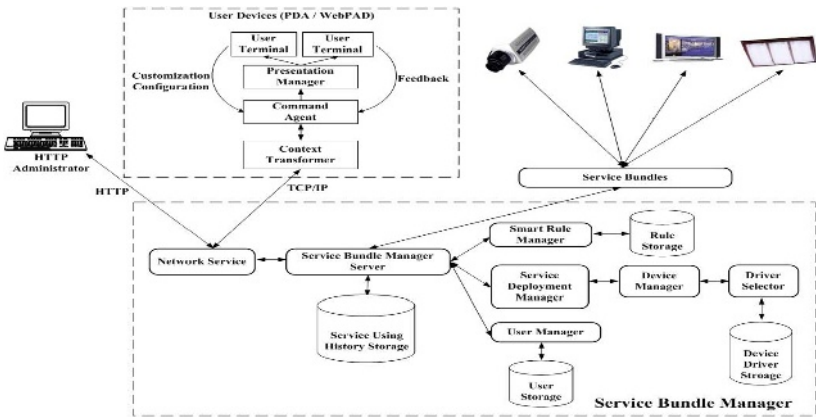 User Devices (PDA / WebPAD)
User
Terminal
User
Terminal
Customization
Configuration
Presentation
Manager
Feedback
Command
Agent
Context
Transformer
HTTP
Administrator
HTTP
TCP/IP
Service Bundles
Smart Rule
Manager
Rule
Storage
Network Service
Service Bundle Manager
Server
Service
Deployment
Manager
Device
Manager
Driver
Selector
Service Using
History Storage
User Manager
User
Storage
Device
Driver
Stroage
Service Bundle Manager